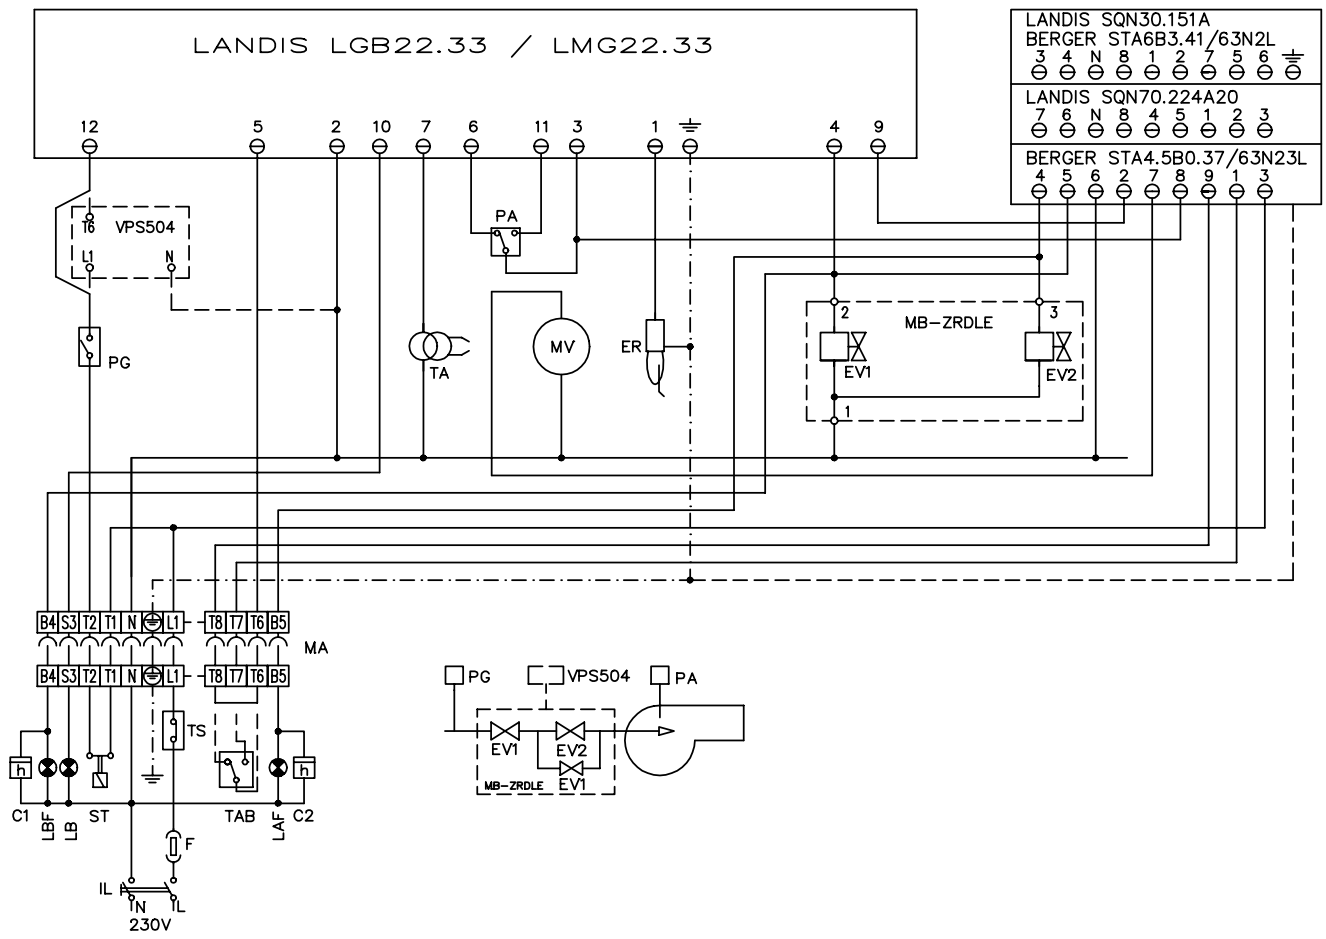 LANDIS LGB22.33 / LMG22.33
12 5 2 10 7 6 11 3 1 4 9
LANDIS SQN30.151A
BERGER STA6B3.41/63N2L
3 4 N 8 1 2 7 5 6
LANDIS SQN70.224A20
7 6 N 8 4 5 1 2 3
BERGER STA4.5B0.37/63N23L
4 5 6 2 7 8 9 1 3
T6 VPS504
L1 N
PG
PA
TA
MV
ER
2 MB-ZRDLE 3
EV1 EV2
1
B4 S3 T2 T1 N L1 T8 T7 T6 B5
MA
B4 S3 T2 T1 N L1 T8 T7 T6 B5
TS
h h
C1 LBF LB ST TAB LAF C2
F
IL
N L
230V
PG VPS504 PA
EV1 EV2
MB-ZRDLE EV1